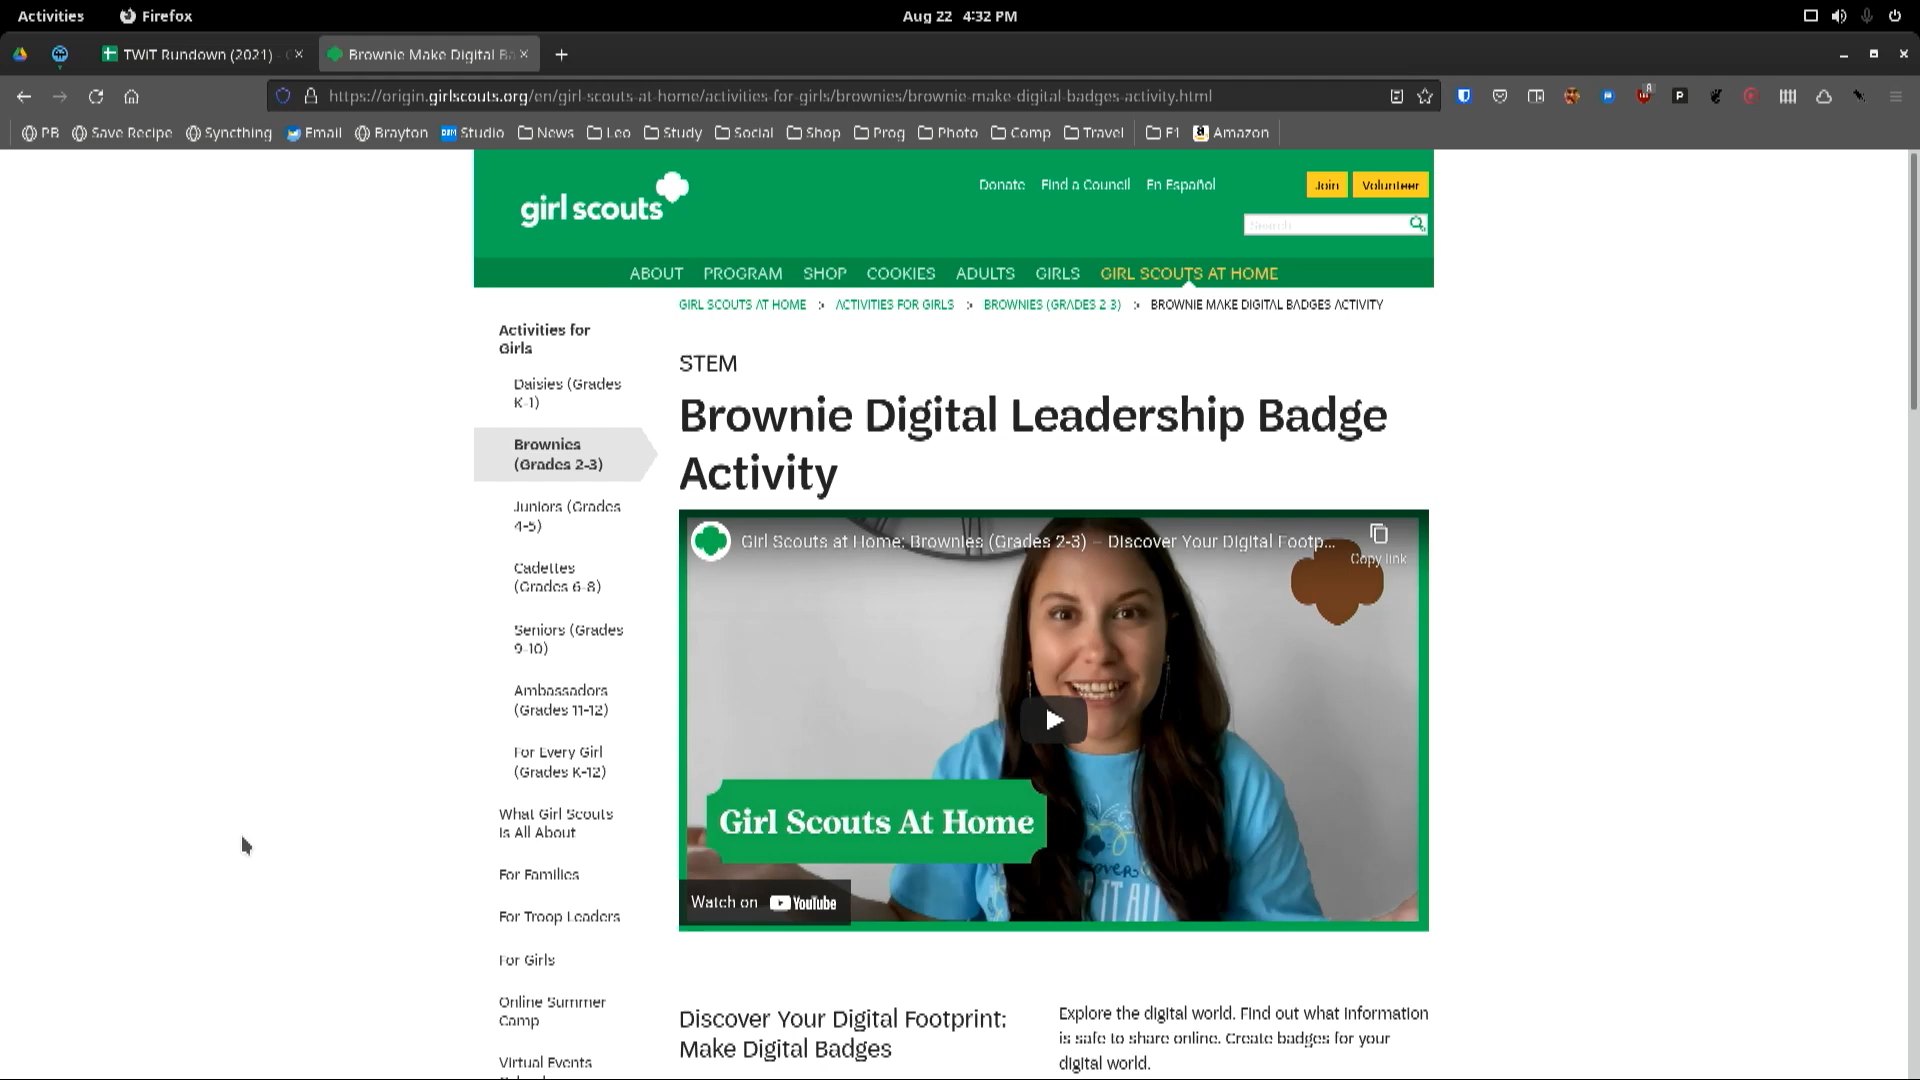 Activities
Firefox
Aug 22 4:32 PM
TWiT Rundown (2021) -
Brownie Make Digital Ba
https://origin.girlscouts.org/en/girl-scouts-at-home/activities-for-girls/brownies/brownie-make-digital-badges-activity.html
PB
Save Recipe
Syncthing
Email
Brayton
Studio
News
Leo
Study
Social
Shop
Prog
Photo
Comp
Travel
F1
Amazon
girl scouts
Donate
Find a Council
En Español
Join
Volunteer
Search
ABOUT
PROGRAM
SHOP
COOKIES
ADULTS
GIRLS
GIRL SCOUTS AT HOME
GIRL SCOUTS AT HOME > ACTIVITIES FOR GIRLS > BROWNIES (GRADES 2-3) > BROWNIE MAKE DIGITAL BADGES ACTIVITY
Activities for
Girls
Daisies (Grades
K-1)
Brownies
(Grades 2-3)
Juniors (Grades
4-5)
Cadettes
(Grades 6-8)
Seniors (Grades
9-10)
Ambassadors
(Grades 11-12)
For Every Girl
(Grades K-12)
What Girl Scouts
Is All About
For Families
For Troop Leaders
For Girls
Online Summer
Camp
Virtual Events
STEM
Brownie Digital Leadership Badge
Activity
Girl Scouts at Home: Brownies (Grades 2-3) – Discover Your Digital Footp...
Copy link
Girl Scouts At Home
IT ALL
Watch on YouTube
Discover Your Digital Footprint:
Make Digital Badges
Explore the digital world. Find out what information
is safe to share online. Create badges for your
digital world.